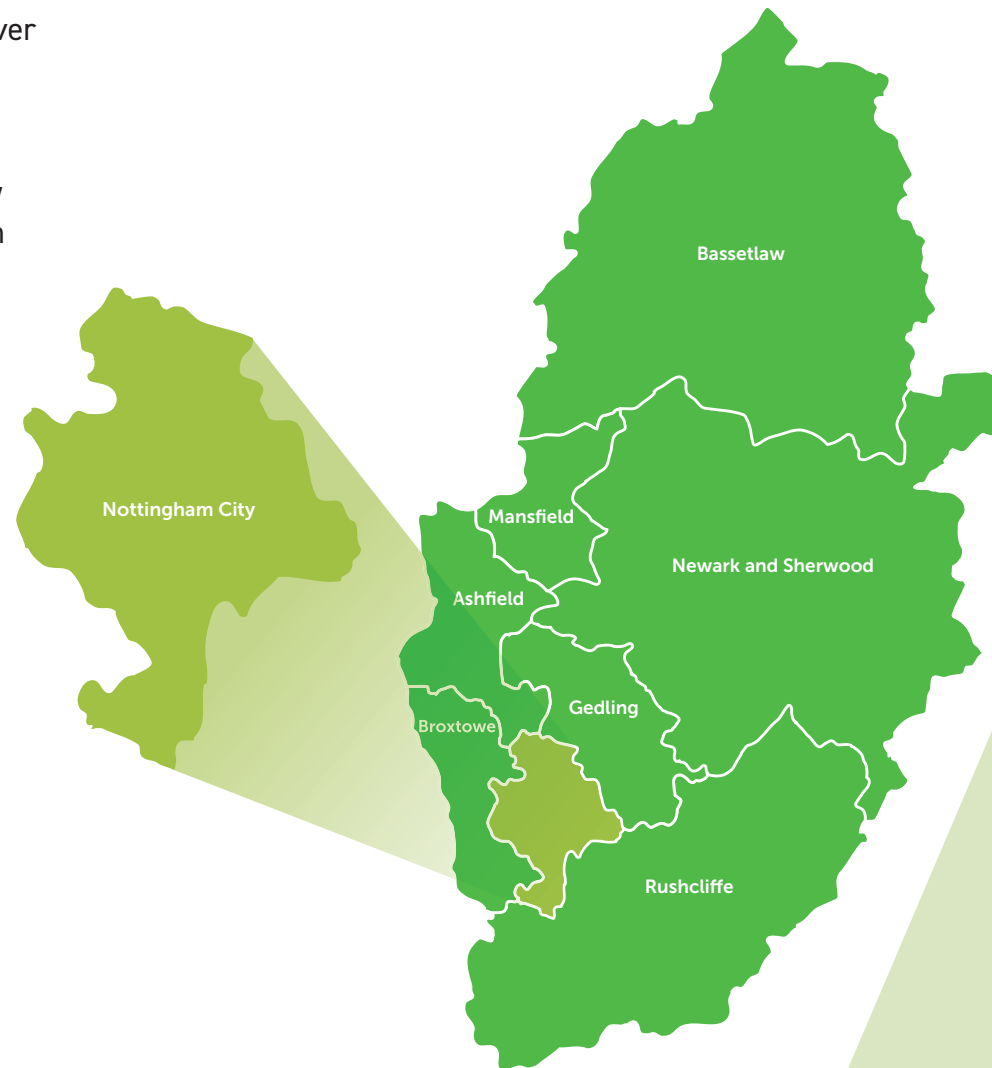 Bassetlaw
Nottingham City
Mansfield
Newark and Sherwood
Ashfield
Gedling
Broxtowe
Rushcliffe